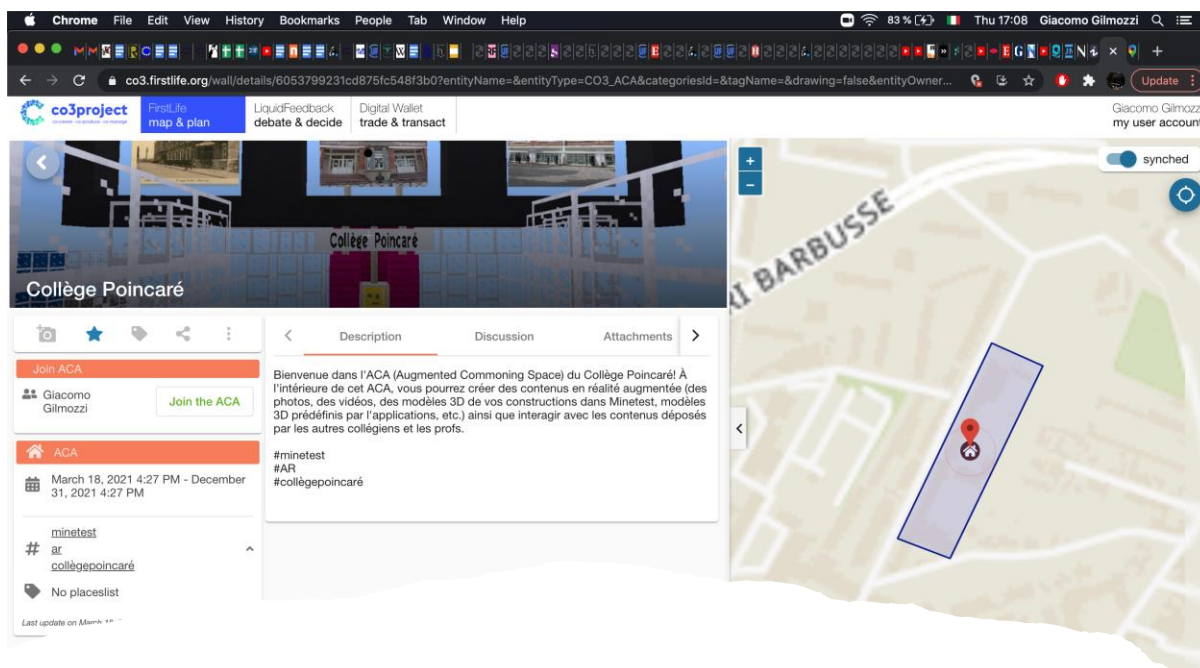 Chrome File Edit View History Bookmarks People Tab Window Help
83 % Thu 17:08 Giacomo Gilmozzi
co3.firstlife.org/wall/details/6053799231cd875fc548f3b0?entityName=&entityType=CO3_ACA&categoriesId=&tagName=&drawing=false&entityOwner...
Update
co3project
FirstLife
map & plan
LiquidFeedback
debate & decide
Digital Wallet
trade & transact
Giacomo Gilmozz
my user account
Collège Poincaré
Collège Poincaré
Join ACA
Giacomo
Gilmozzi
Join the ACA
ACA
March 18, 2021 4:27 PM - December
31, 2021 4:27 PM
minetest
ar
collègepoincaré
No placeslist
Last update on March
Description Discussion Attachments
Bienvenue dans l'ACA (Augmented Commoning Space) du Collège Poincaré! À
l'intérieure de cet ACA, vous pourrez créer des contenus en réalité augmentée (des
photos, des vidéos, des modèles 3D de vos constructions dans Minetest, modèles
3D prédéfinis par l'applications, etc.) ainsi que interagir avec les contenus déposés
par les autres collégiens et les profs.
#minetest
#AR
#collègepoincaré
+
-
RI BARBUSSE
synched